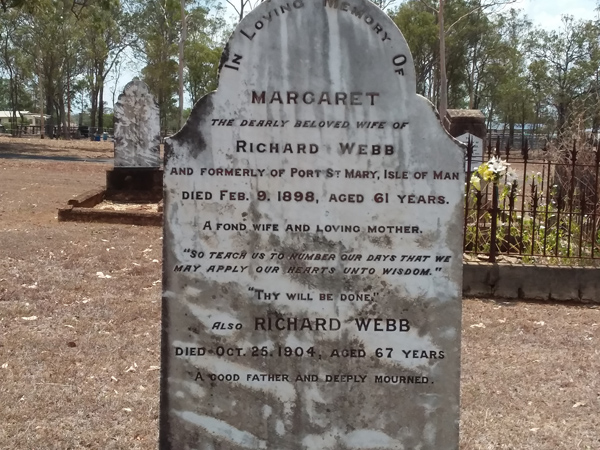 In Loving Memory Of
MARGARET
THE DEARLY BELOVED WIFE OF
RICHARD WEBB
AND FORMERLY OF PORT ST MARY, ISLE OF MAN
DIED FEB. 9. 1898, AGED 61 YEARS.
A FOND WIFE AND LOVING MOTHER.
"SO TEACH US TO NUMBER OUR DAYS THAT WE
MAY APPLY OUR HEARTS UNTO WISDOM."
"THY WILL BE DONE."
ALSO RICHARD WEBB
DIED OCT. 25. 1904, AGED 67 YEARS
A GOOD FATHER AND DEEPLY MOURNED.